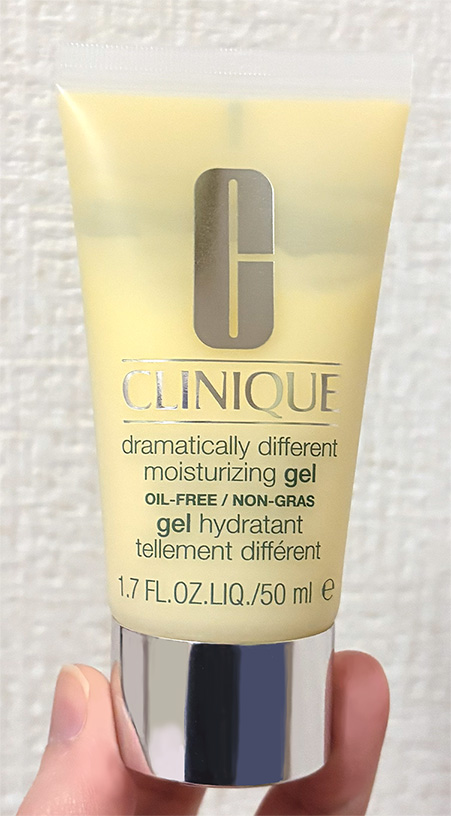 C
CLINIQUE
dramatically different
moisturizing gel
OIL-FREE / NON-GRAS
gel hydratant
tellement différent
1.7 FL.OZ.LIQ./50 ml ℮